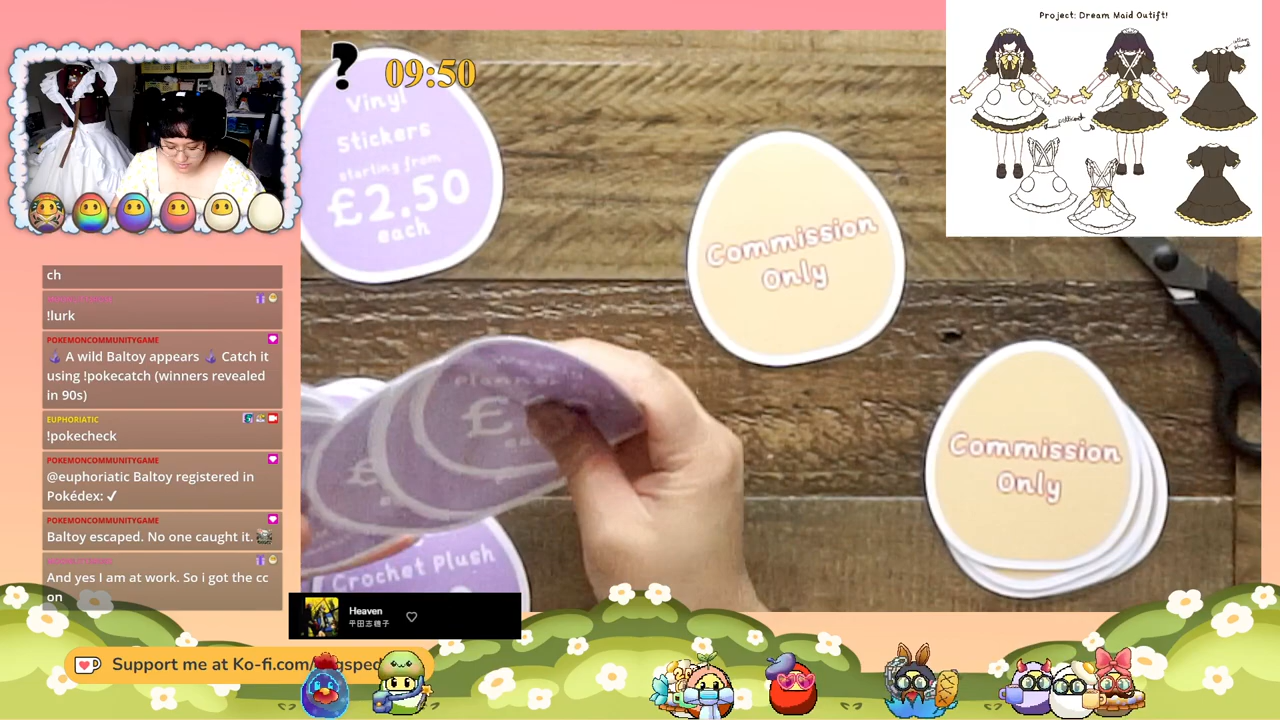 Project: Dream Maid Outift!
09:50
Vinyl
Stickers
starting from
£2.50
each
Commission
Only
Commission
Only
planner
£
£
Crochet Plush
ch
!lurk
POKEMONCOMMUNITYGAME
A wild Baltoy appears Catch it
using !pokecatch (winners revealed
in 90s)
EUPHORIATIC
!pokecheck
POKEMONCOMMUNITYGAME
@euphoriatic Baltoy registered in
Pokédex: ✓
POKEMONCOMMUNITYGAME
Baltoy escaped. No one caught it.
And yes I am at work. So i got the cc
on
Heaven
平田志穂子
Support me at Ko-fi.com/